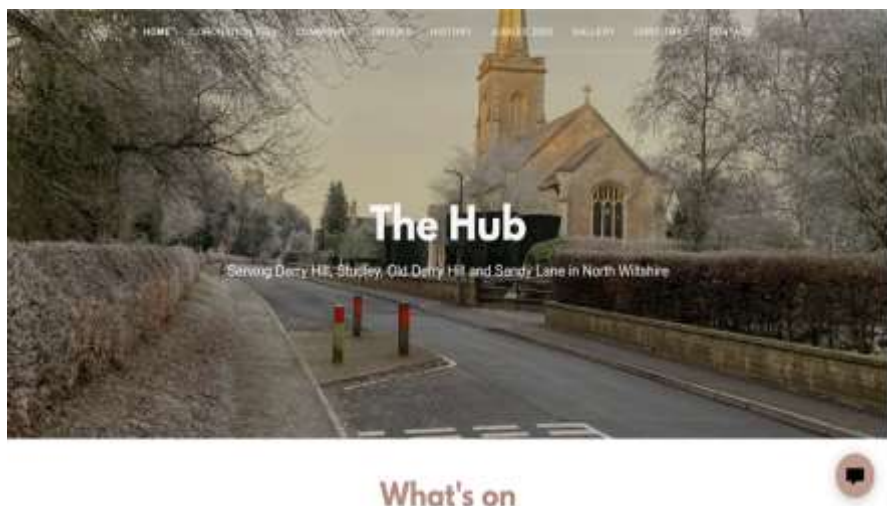 HOME HISTORY GALLERY CONTACT
The Hub
Serving Derry Hill, Studley, Old Derry Hill and Sandy Lane in North Wiltshire
What's on